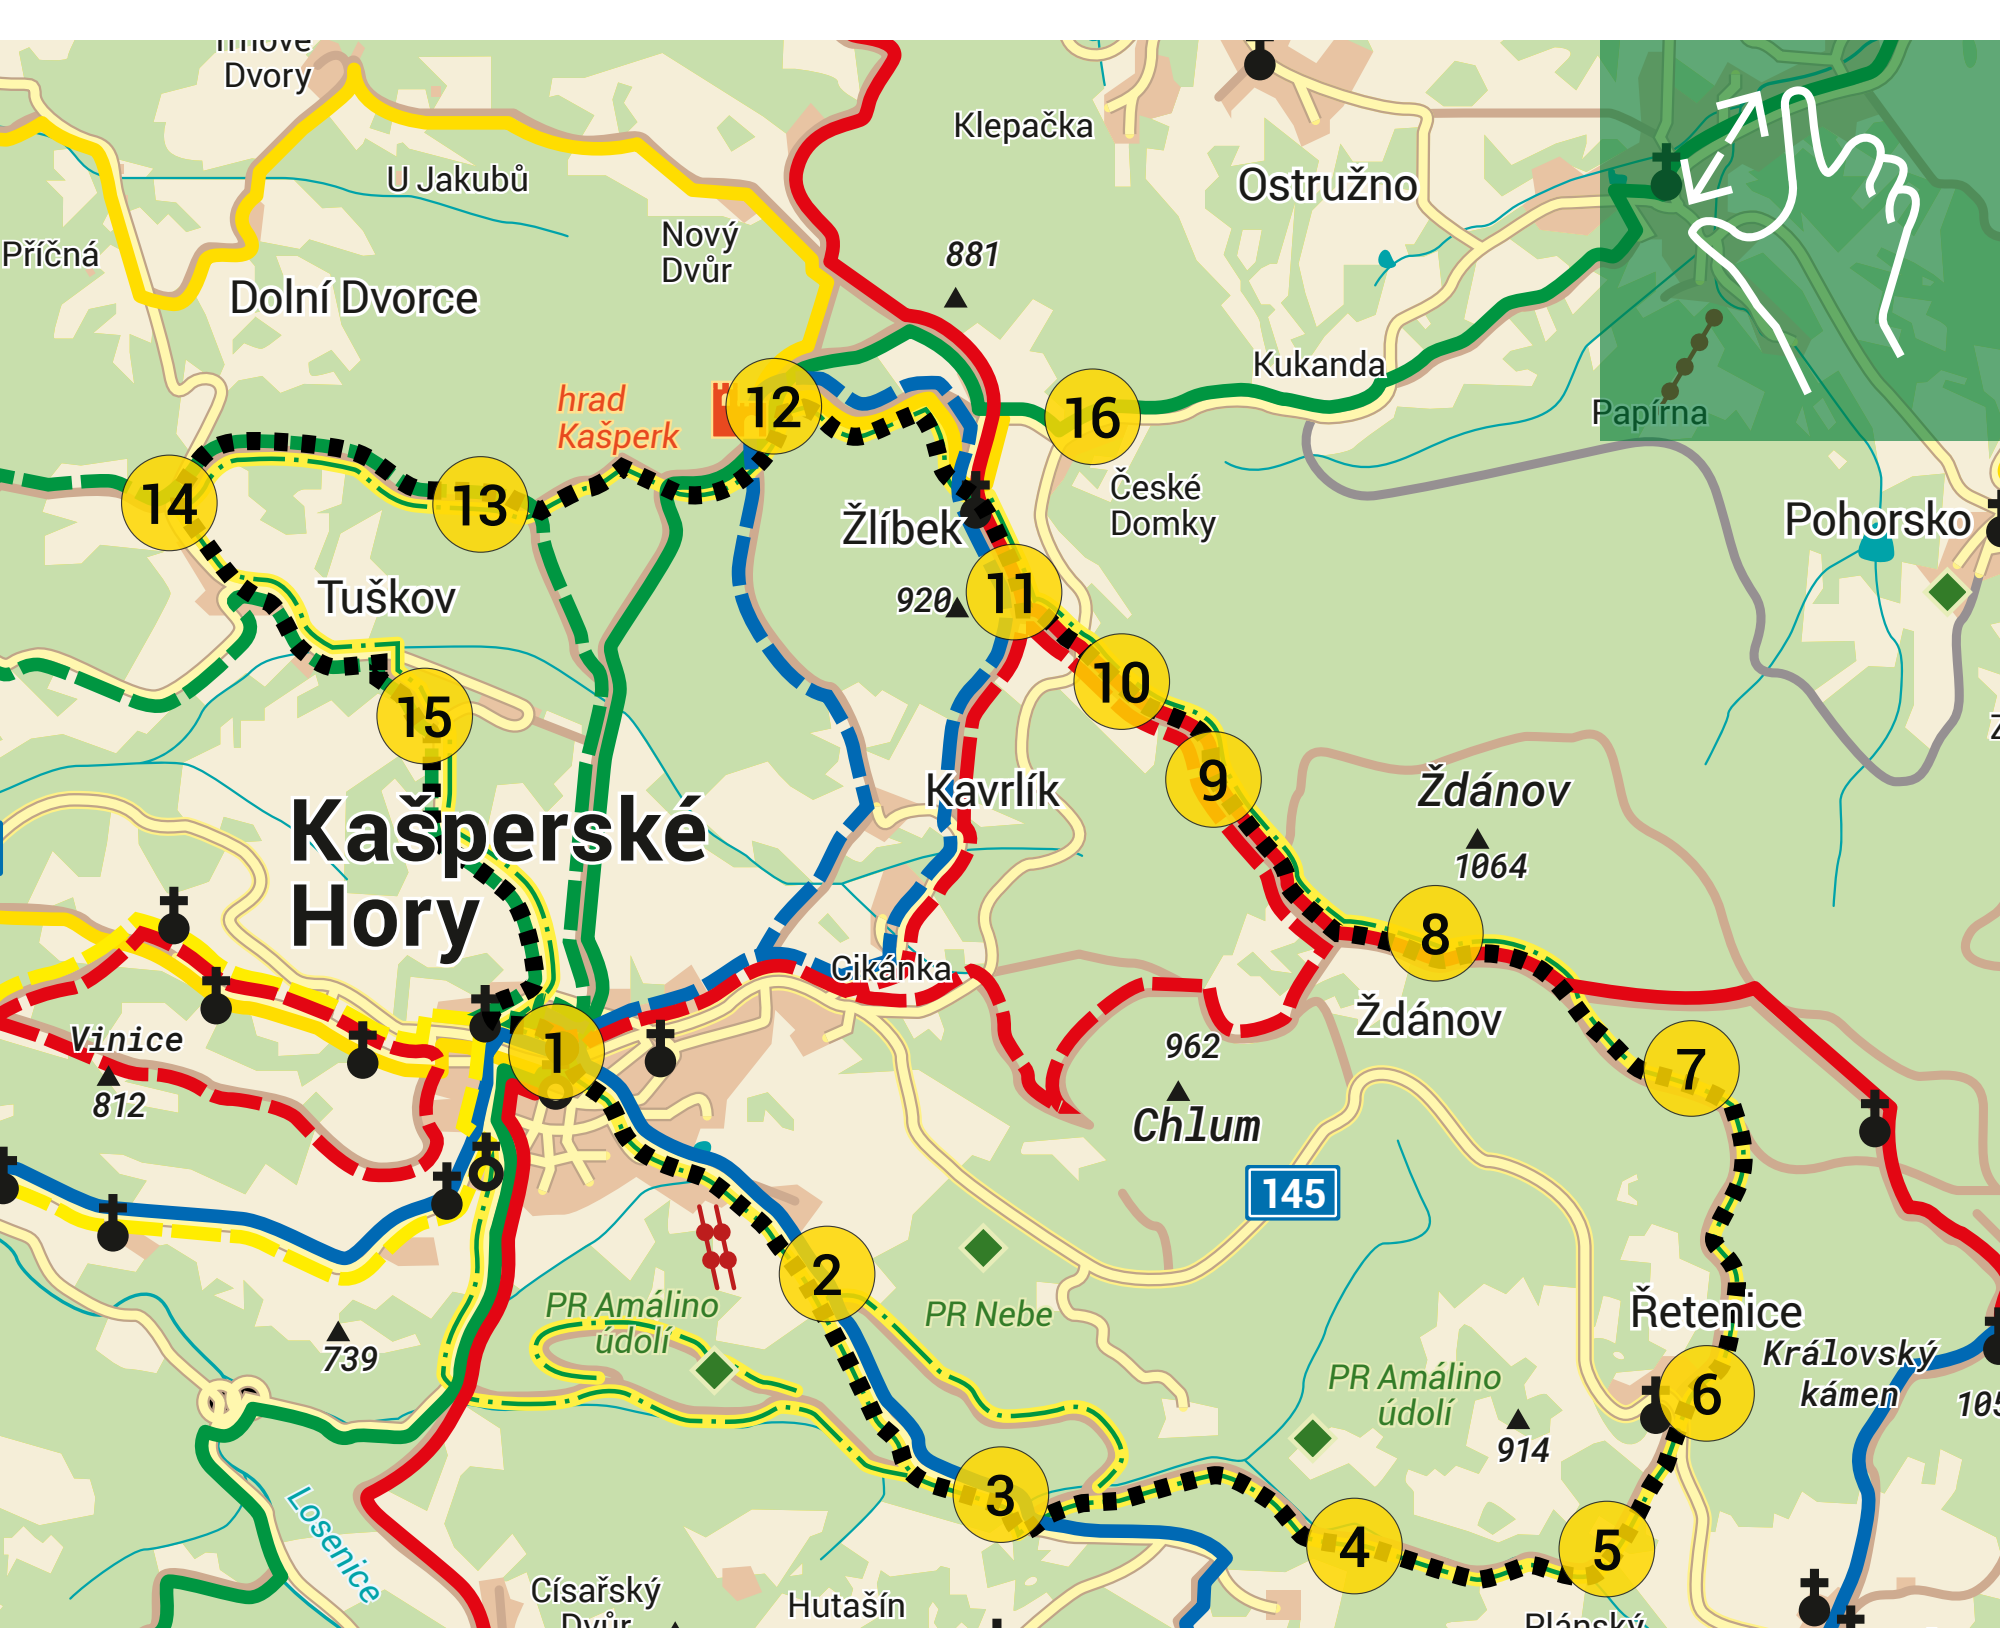 Dvory
Klepačka
U Jakubů
Ostružno
Nový
Dvůr
881
Příčná
Dolní Dvorce
Kukanda
hrad
Kašperk
12
16
Papírna
14
13
České
Domky
Žlíbek
Pohorsko
Tuškov
920
11
10
15
9
Kavrlík
Ždánov
1064
Kašperské
Hory
8
Cikánka
Ždánov
Vinice
812
1
962
Chlum
7
145
2
PR Amálino
údolí
PR Nebe
Řetenice
739
Královský
kámen
PR Amálino
údolí
6
914
3
4
5
Losenice
Císařský
Dvůr
Hutašín
Plánský